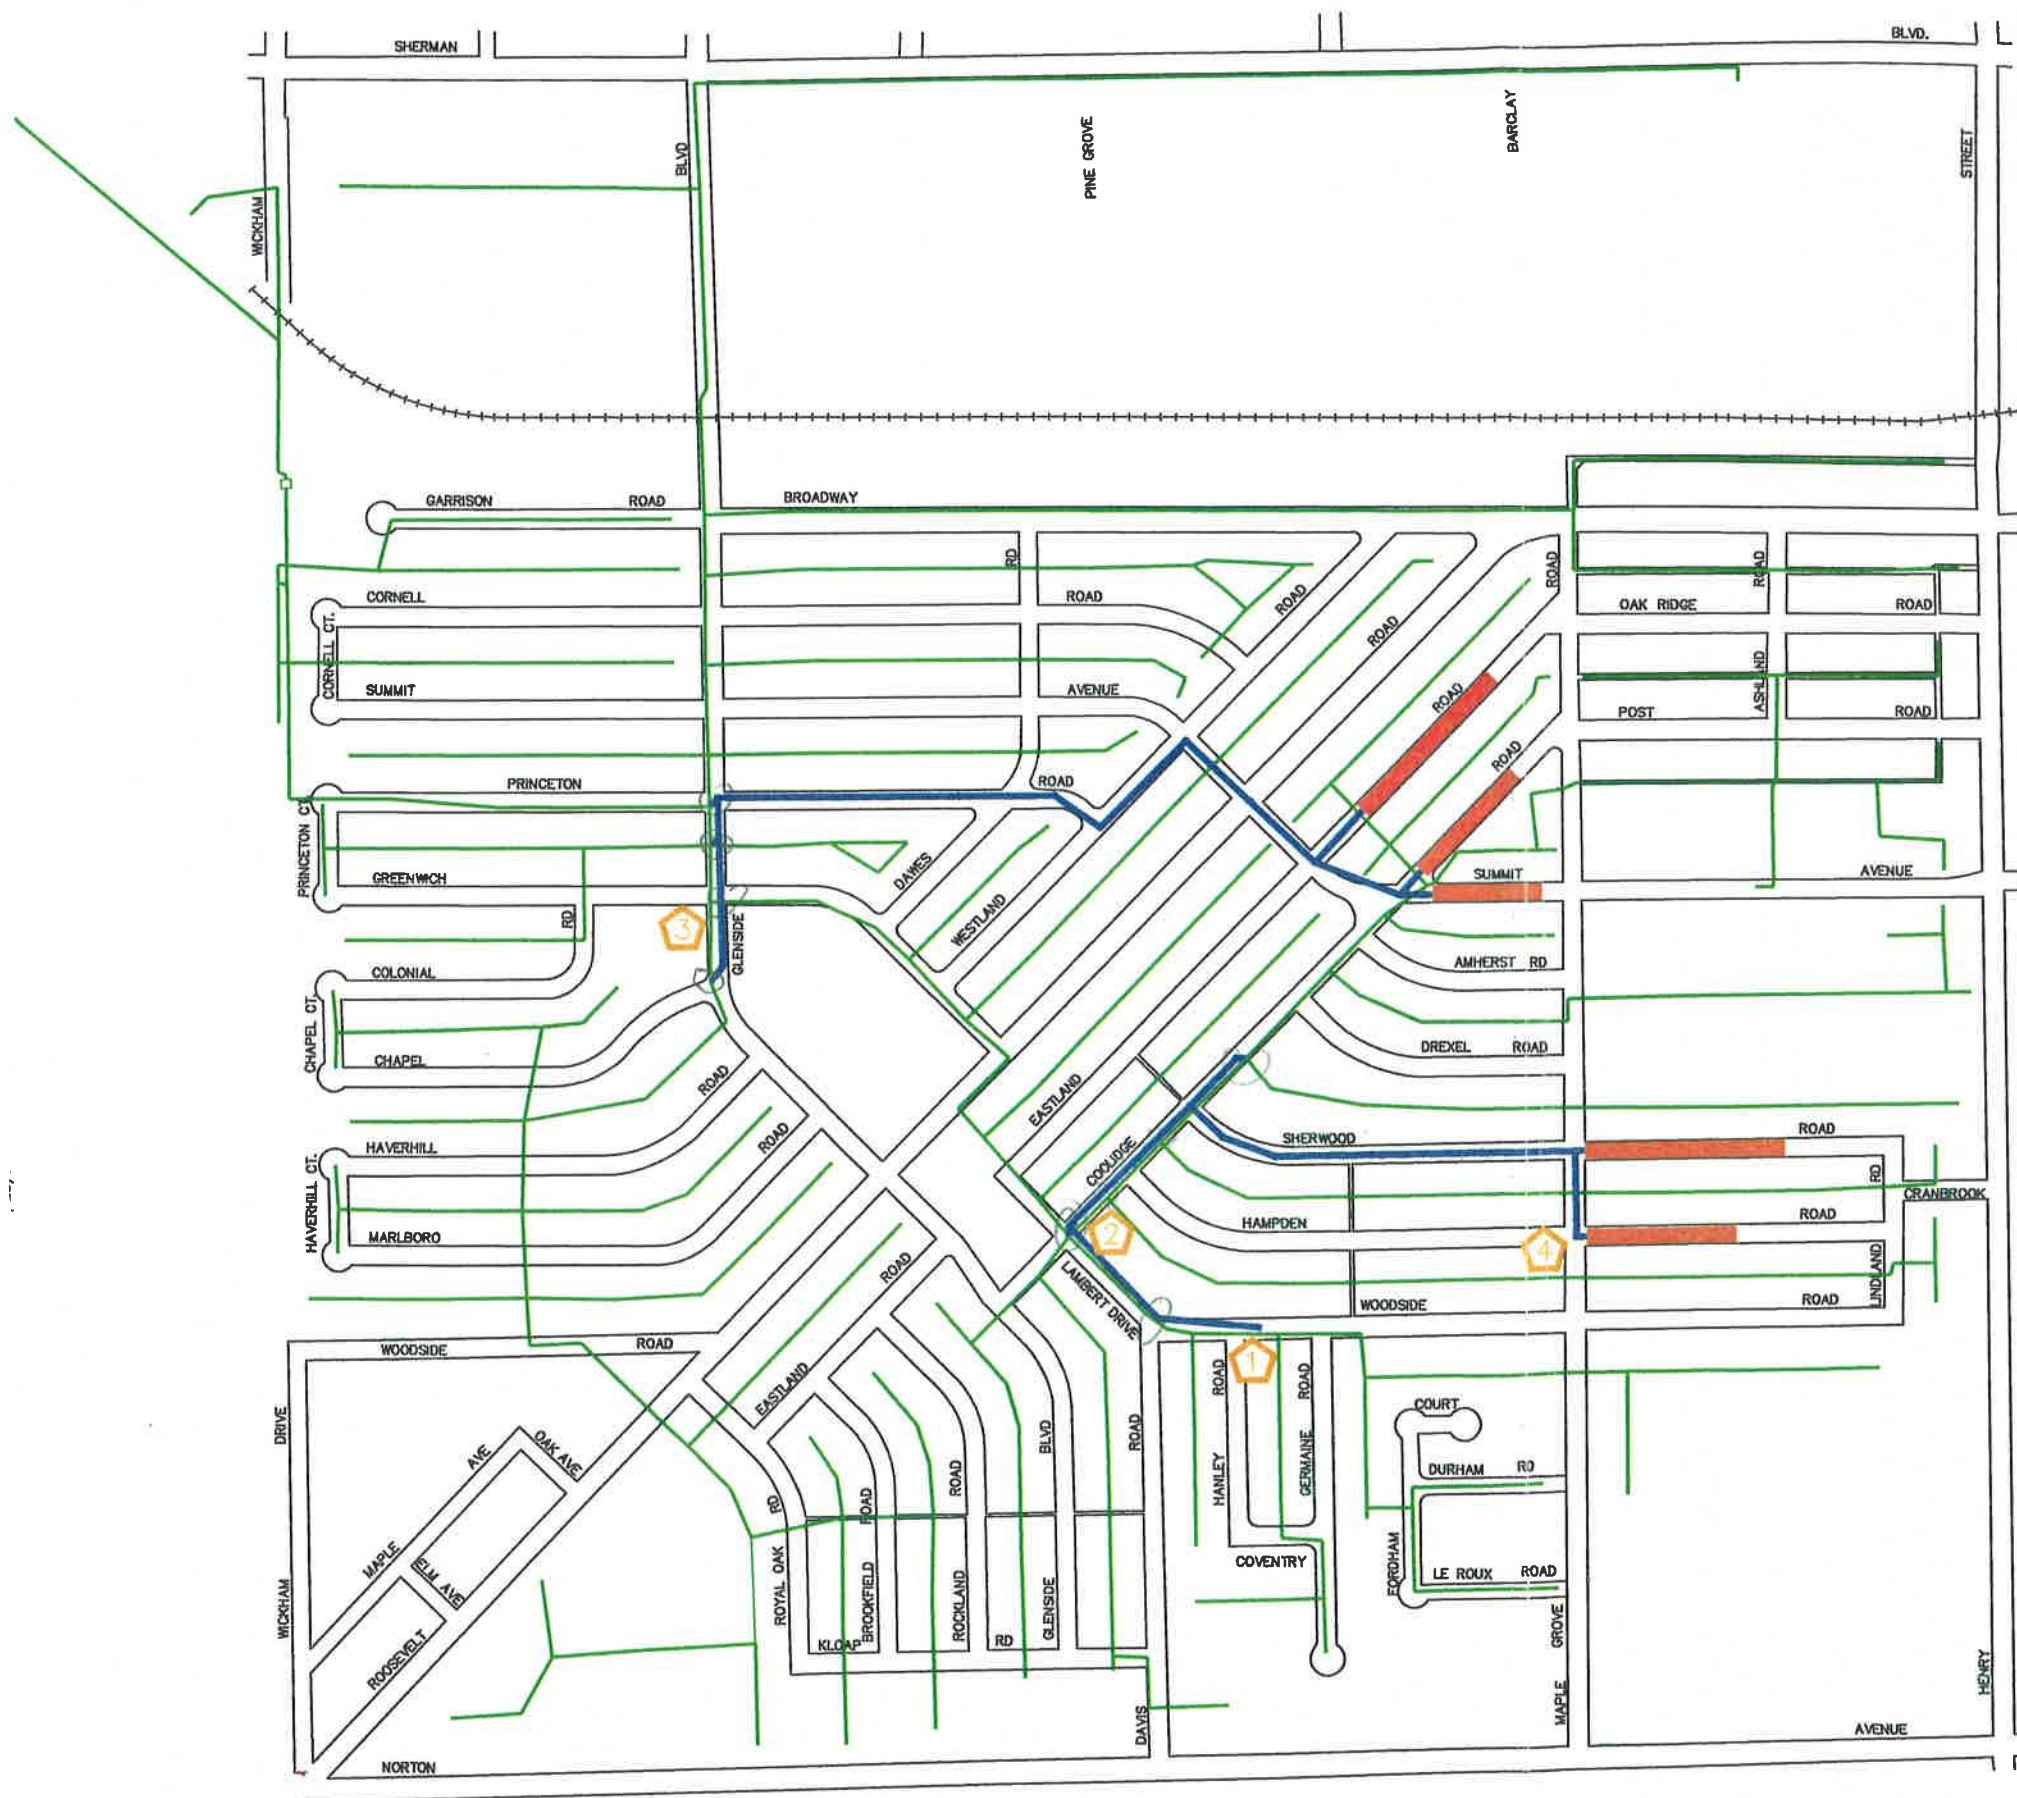 SHERMAN
BLVD.
BLVD
PINE GROVE
BARCLAY
STREET
WICKHAM
GARRISON
ROAD
BROADWAY
RD
ROAD
ROAD
CORNELL
ROAD
ROAD
ROAD
OAK RIDGE
ROAD
CORNELL CT.
SUMMIT
AVENUE
ROAD
ASHLAND
POST
ROAD
PRINCETON
ROAD
ROAD
PRINCETON CT.
GREENWICH
DAWES
SUMMIT
AVENUE
RD
3
GLENSIDE
WESTLAND
AMHERST RD
COLONIAL
CHAPEL CT.
CHAPEL
ROAD
EASTLAND
DREXEL ROAD
HAVERHILL
ROAD
COOLIDGE
SHERWOOD
ROAD
HAVERHILL CT.
RD
CRANBROOK
MARLBORO
2
HAMPDEN
4
ROAD
ROAD
LAMBERT DRIVE
LINDLAND
WOODSIDE
ROAD
WOODSIDE
ROAD
1
EASTLAND
ROAD
ROAD
DRIVE
AVE
OAK AVE
BLVD
ROAD
COURT
HANLEY
GERMAINE
DURHAM RD
RD
ROAD
ROAD
MAPLE
ELM AVE
ROYAL OAK
BROOKFIELD
ROCKLAND
GLENSIDE
COVENTRY
FORDHAM
LE ROUX ROAD
WICKHAM
ROOSEVELT
KLOAP
RD
GROVE
MAPLE
HENRY
DAVIS
AVENUE
NORTON